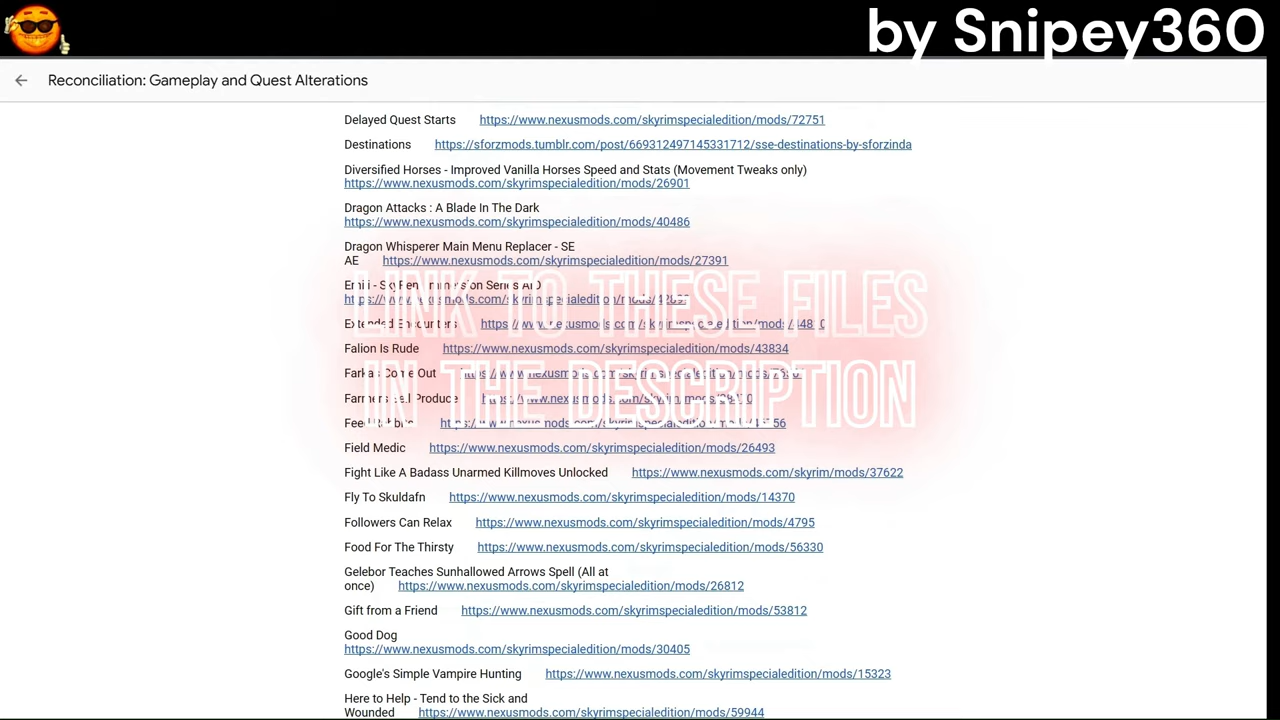 by Snipey360
Reconciliation: Gameplay and Quest Alterations
Delayed Quest Starts https://www.nexusmods.com/skyrimspecialedition/mods/72751
Destinations https://sforzmods.tumblr.com/post/669312497145331712/sse-destinations-by-sforzinda
Diversified Horses - Improved Vanilla Horses Speed and Stats (Movement Tweaks only)
https://www.nexusmods.com/skyrimspecialedition/mods/26901
Dragon Attacks : A Blade In The Dark
https://www.nexusmods.com/skyrimspecialedition/mods/40486
Dragon Whisperer Main Menu Replacer - SE
AE https://www.nexusmods.com/skyrimspecialedition/mods/27391
LINK TO THESE FILES
Extended Encounters
Falion Is Rude https://www.nexusmods.com/skyrimspecialedition/mods/43834
Farkas Come Out
IN THE DESCRIPTION
Farmers Sell Produce
Field Medic https://www.nexusmods.com/skyrimspecialedition/mods/26493
Fight Like A Badass Unarmed Killmoves Unlocked https://www.nexusmods.com/skyrim/mods/37622
Fly To Skuldafn https://www.nexusmods.com/skyrimspecialedition/mods/14370
Followers Can Relax https://www.nexusmods.com/skyrimspecialedition/mods/4795
Food For The Thirsty https://www.nexusmods.com/skyrimspecialedition/mods/56330
Gelebor Teaches Sunhallowed Arrows Spell (All at
once) https://www.nexusmods.com/skyrimspecialedition/mods/26812
Gift from a Friend https://www.nexusmods.com/skyrimspecialedition/mods/53812
Good Dog
https://www.nexusmods.com/skyrimspecialedition/mods/30405
Google's Simple Vampire Hunting https://www.nexusmods.com/skyrimspecialedition/mods/15323
Here to Help - Tend to the Sick and
Wounded https://www.nexusmods.com/skyrimspecialedition/mods/59944